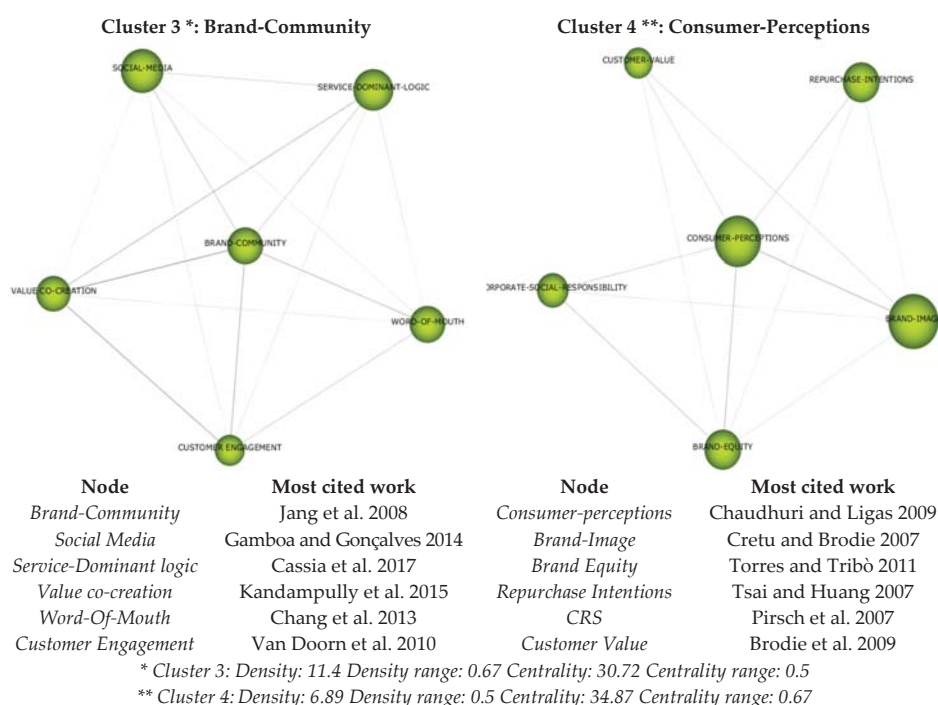 Cluster 3 *: Brand-Community
SOCIAL-MEDIA
SERVICE-DOMINANT-LOGIC
BRAND-COMMUNITY
VALUE-CO-CREATION
WORD-OF-MOUTH
CUSTOMER ENGAGEMENT
Cluster 4 **: Consumer-Perceptions
CUSTOMER-VALUE
REPURCHASE-INTENTIONS
CONSUMER-PERCEPTIONS
ORPORATE-SOCIAL-RESPONSIBILITY
BRAND-IMAG
BRAND-EQUITY
Node Most cited work
Brand-Community Jang et al. 2008
Social Media Gamboa and Gonçalves 2014
Service-Dominant logic Cassia et al. 2017
Value co-creation Kandampully et al. 2015
Word-Of-Mouth Chang et al. 2013
Customer Engagement Van Doorn et al. 2010
Node Most cited work
Consumer-perceptions Chaudhuri and Ligas 2009
Brand-Image Cretu and Brodie 2007
Brand Equity Torres and Tribò 2011
Repurchase Intentions Tsai and Huang 2007
CRS Pirsch et al. 2007
Customer Value Brodie et al. 2009
* Cluster 3: Density: 11.4 Density range: 0.67 Centrality: 30.72 Centrality range: 0.5
** Cluster 4: Density: 6.89 Density range: 0.5 Centrality: 34.87 Centrality range: 0.67